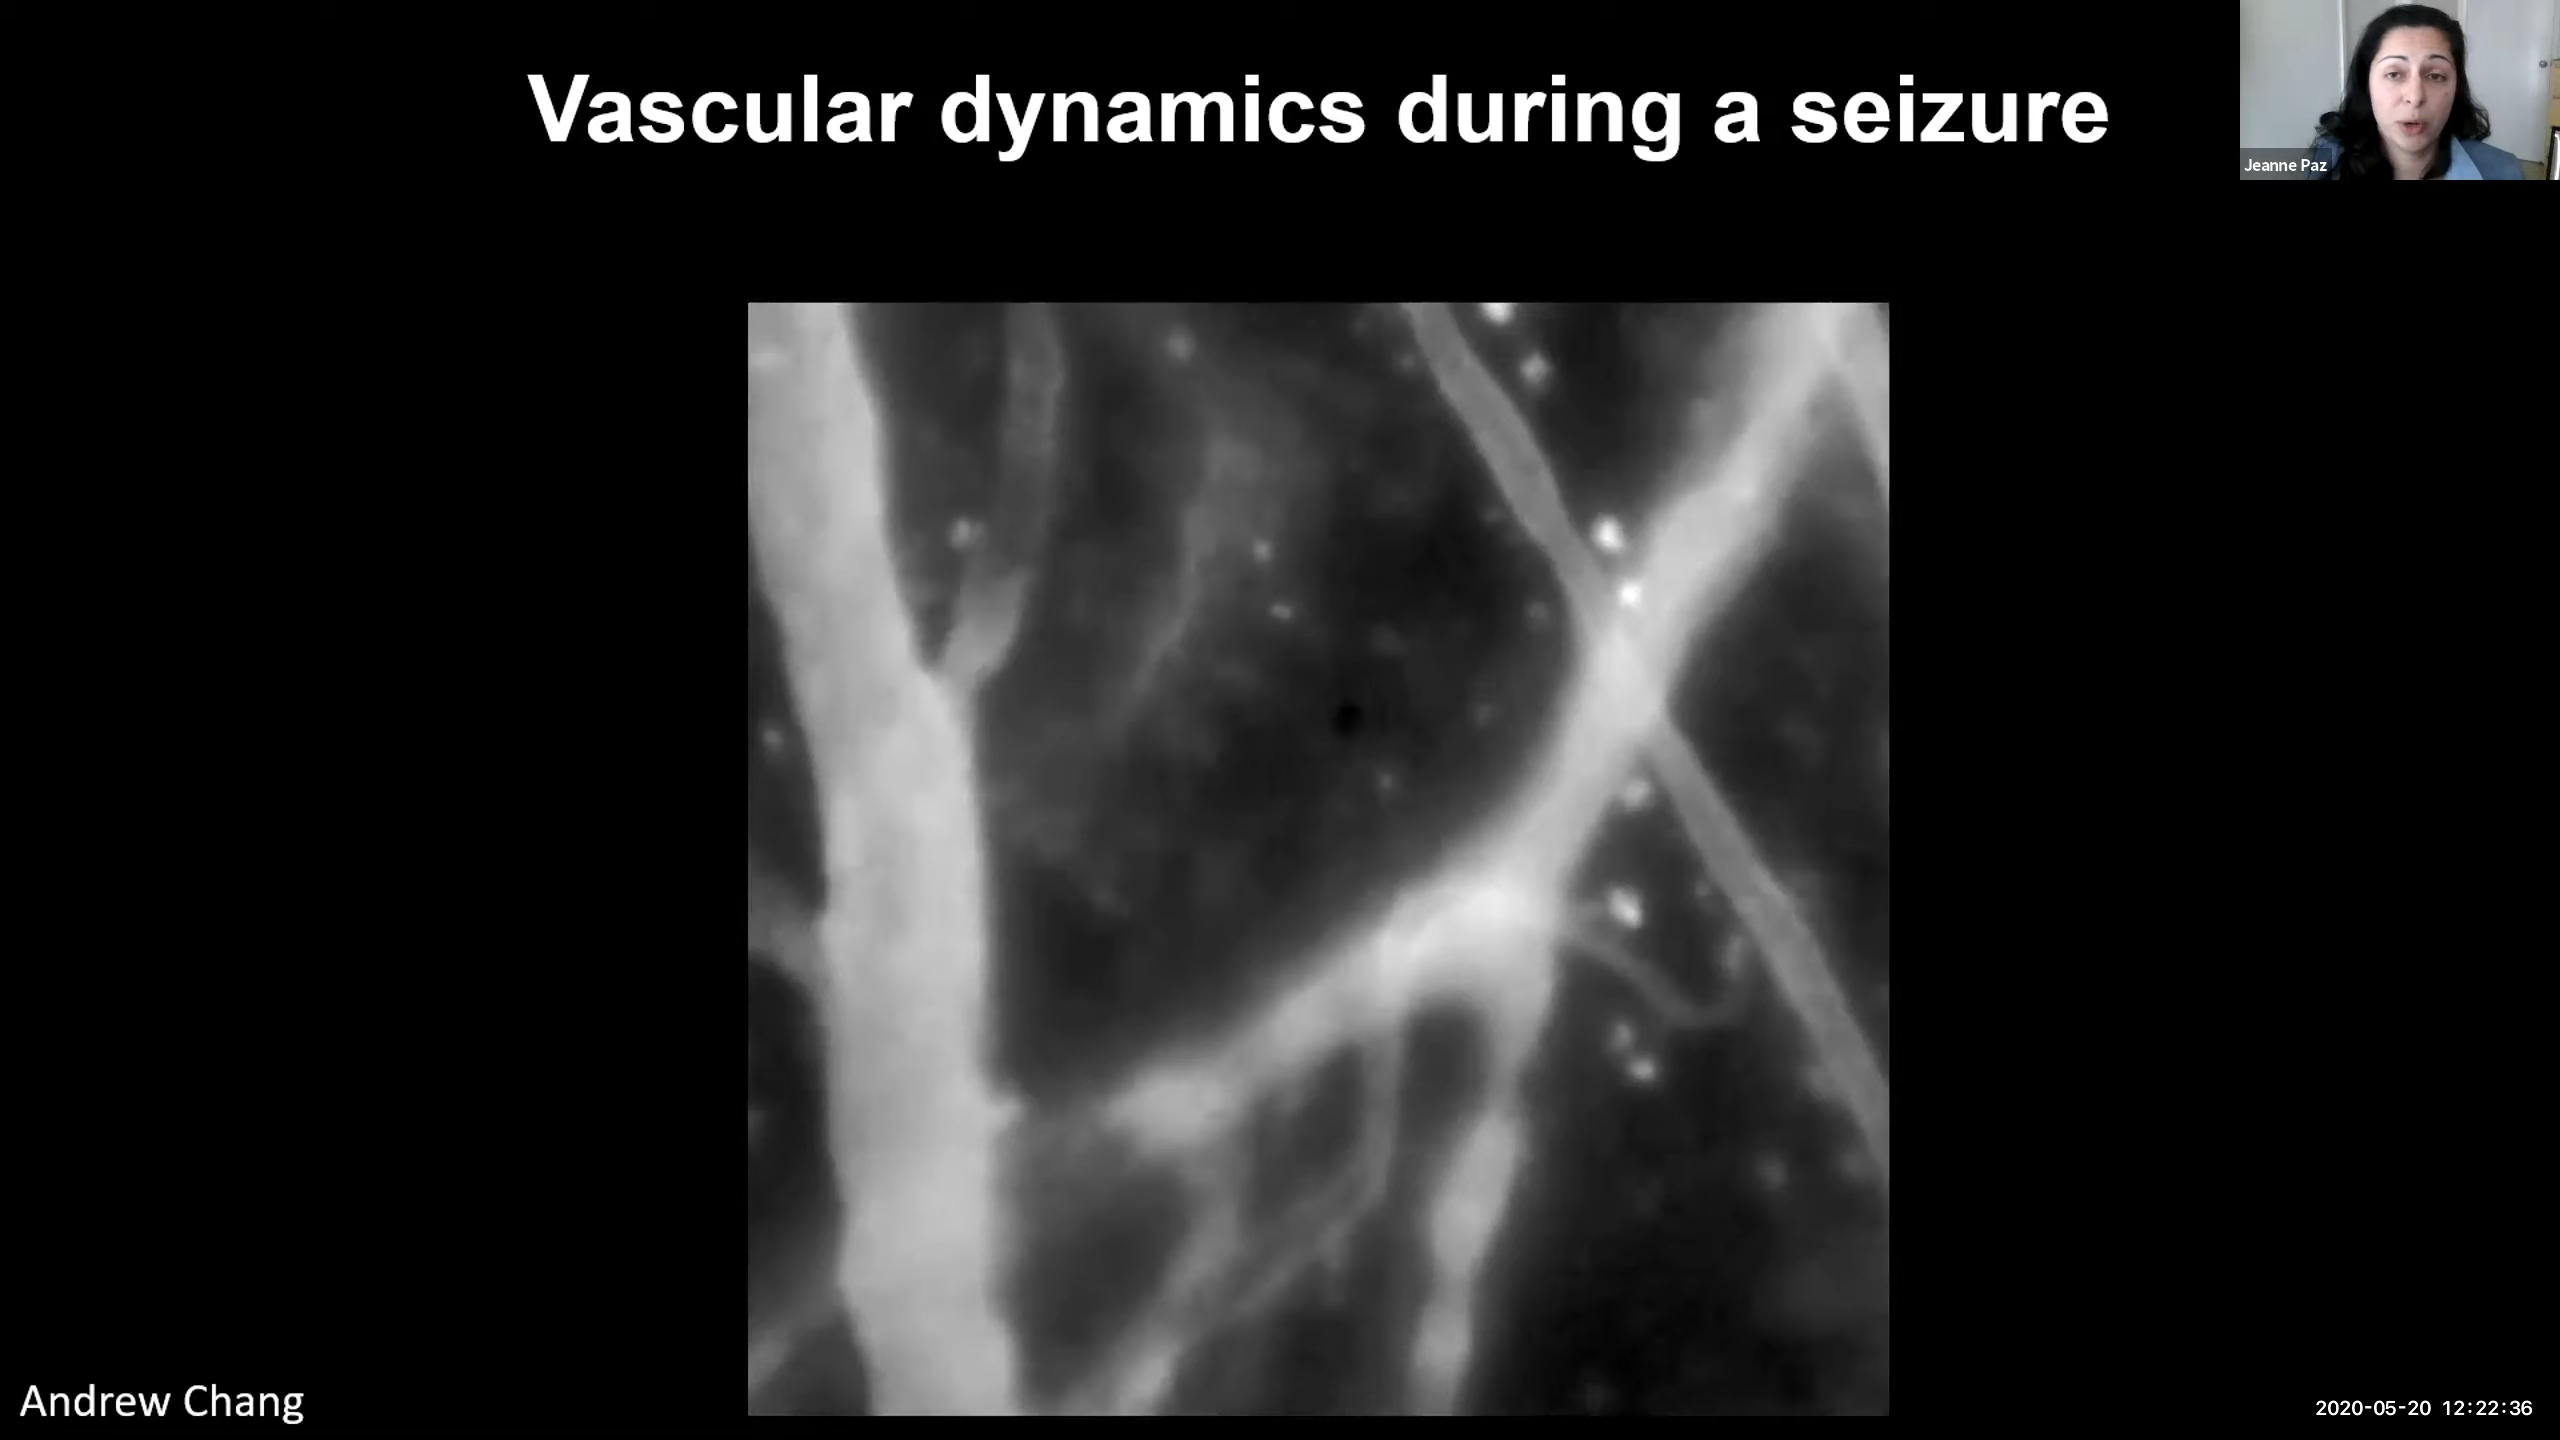 Vascular dynamics during a seizure
Jeanne Paz
Andrew Chang
2020-05-20 12:22:36